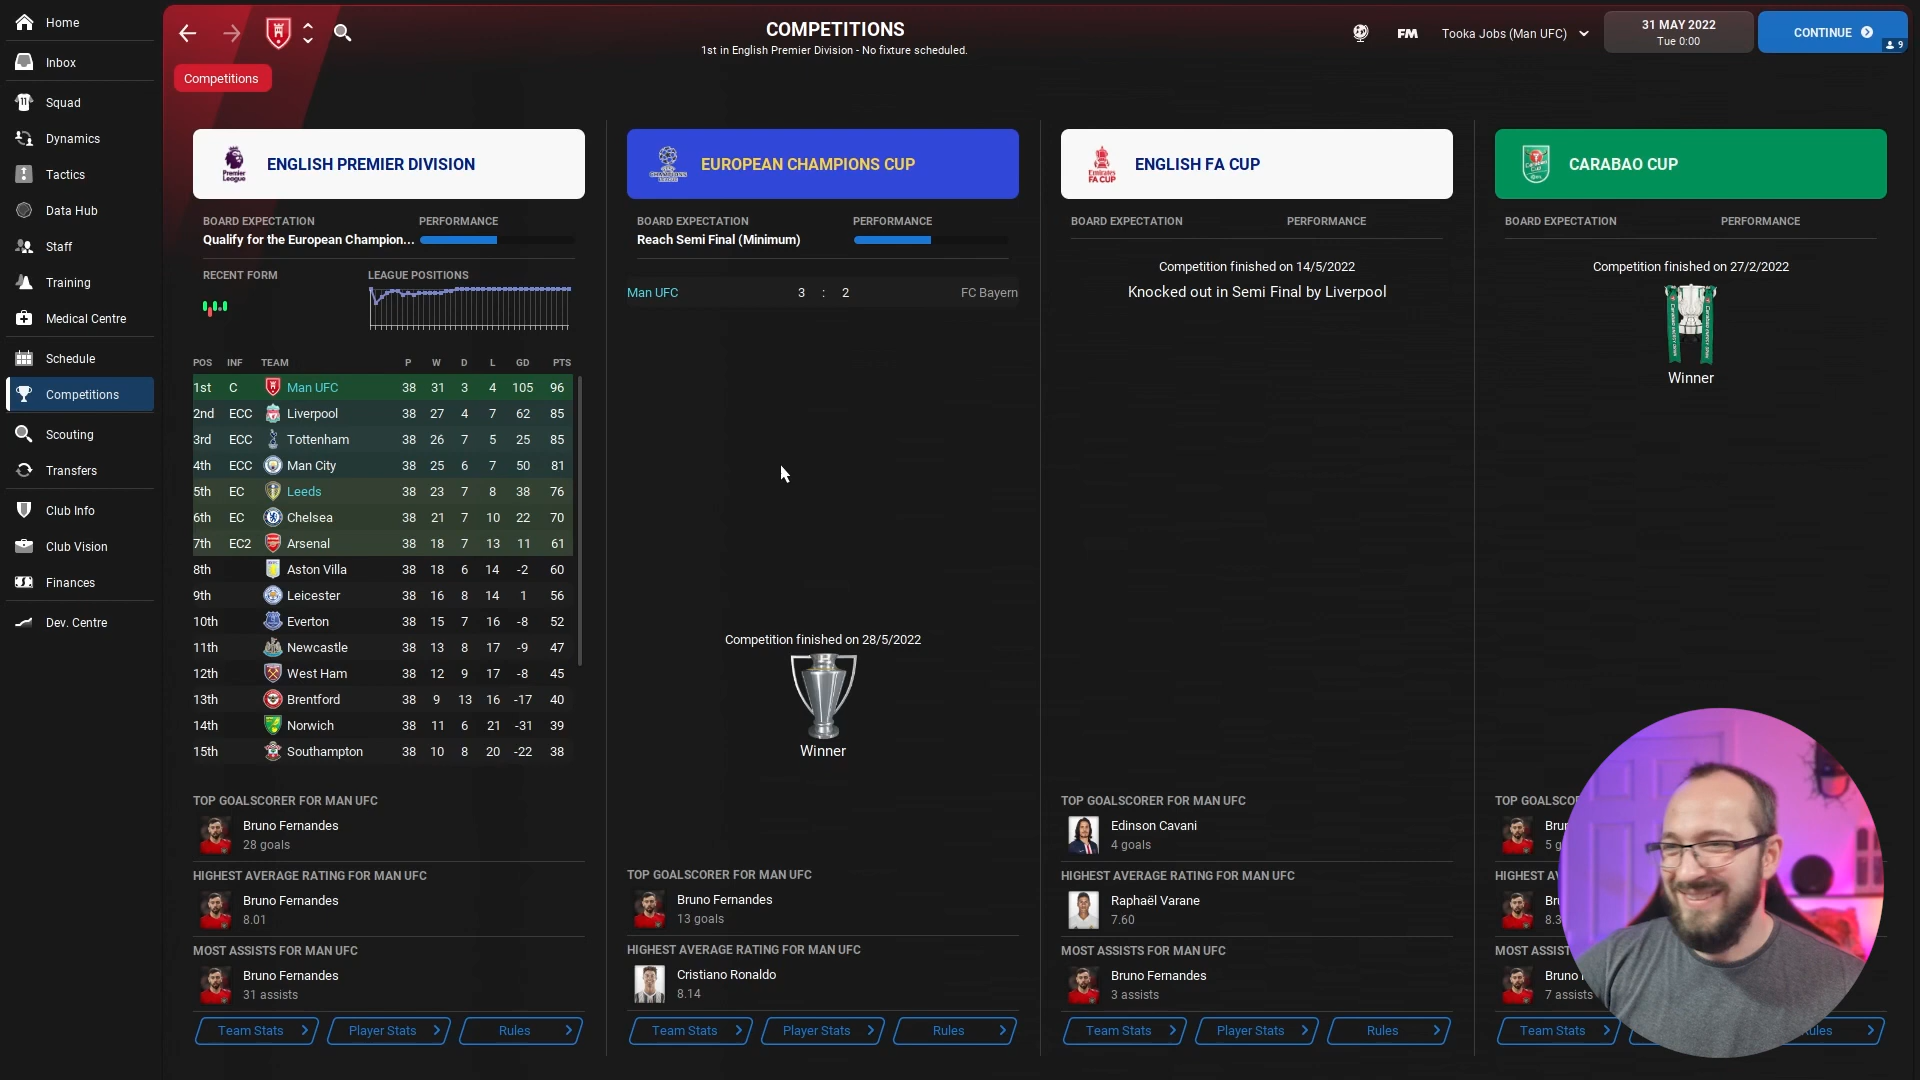 Home
Inbox
Squad
Dynamics
Tactics
Data Hub
Staff
Training
Medical Centre
Schedule
Competitions
Scouting
Transfers
Club Info
Club Vision
Finances
Dev. Centre
COMPETITIONS
1st in English Premier Division - No fixture scheduled.
FM
Tooka Jobs (Man UFC)
31 MAY 2022
Tue 0:00
CONTINUE
9
Competitions
Premier League
ENGLISH PREMIER DIVISION
BOARD EXPECTATION PERFORMANCE
Qualify for the European Champion...
RECENT FORM LEAGUE POSITIONS
POS INF TEAM P W D L GD PTS
1st C Man UFC 38 31 3 4 105 96
2nd ECC Liverpool 38 27 4 7 62 85
3rd ECC Tottenham 38 26 7 5 25 85
4th ECC Man City 38 25 6 7 50 81
5th EC Leeds 38 23 7 8 38 76
6th EC Chelsea 38 21 7 10 22 70
7th EC2 Arsenal 38 18 7 13 11 61
8th Aston Villa 38 18 6 14 -2 60
9th Leicester 38 16 8 14 1 56
10th Everton 38 15 7 16 -8 52
11th Newcastle 38 13 8 17 -9 47
12th West Ham 38 12 9 17 -8 45
13th Brentford 38 9 13 16 -17 40
14th Norwich 38 11 6 21 -31 39
15th Southampton 38 10 8 20 -22 38
TOP GOALSCORER FOR MAN UFC
Bruno Fernandes
28 goals
HIGHEST AVERAGE RATING FOR MAN UFC
Bruno Fernandes
8.01
MOST ASSISTS FOR MAN UFC
Bruno Fernandes
31 assists
Team Stats Player Stats Rules
EUROPEAN CHAMPIONS CUP
BOARD EXPECTATION PERFORMANCE
Reach Semi Final (Minimum)
Man UFC 3 : 2 FC Bayern
Competition finished on 28/5/2022
Winner
TOP GOALSCORER FOR MAN UFC
Bruno Fernandes
13 goals
HIGHEST AVERAGE RATING FOR MAN UFC
Cristiano Ronaldo
8.14
Team Stats Player Stats Rules
Emirates FA CUP
ENGLISH FA CUP
BOARD EXPECTATION PERFORMANCE
Competition finished on 14/5/2022
Knocked out in Semi Final by Liverpool
TOP GOALSCORER FOR MAN UFC
Edinson Cavani
4 goals
HIGHEST AVERAGE RATING FOR MAN UFC
Raphaël Varane
7.60
MOST ASSISTS FOR MAN UFC
Bruno Fernandes
3 assists
Team Stats Player Stats Rules
CARABAO CUP
BOARD EXPECTATION PERFORMANCE
Competition finished on 27/2/2022
Winner
TOP GOALSCO
Bru
5 g
HIGHEST A
Br
8.3
MOST ASSIST
Bruno
7 assists
Team Stats